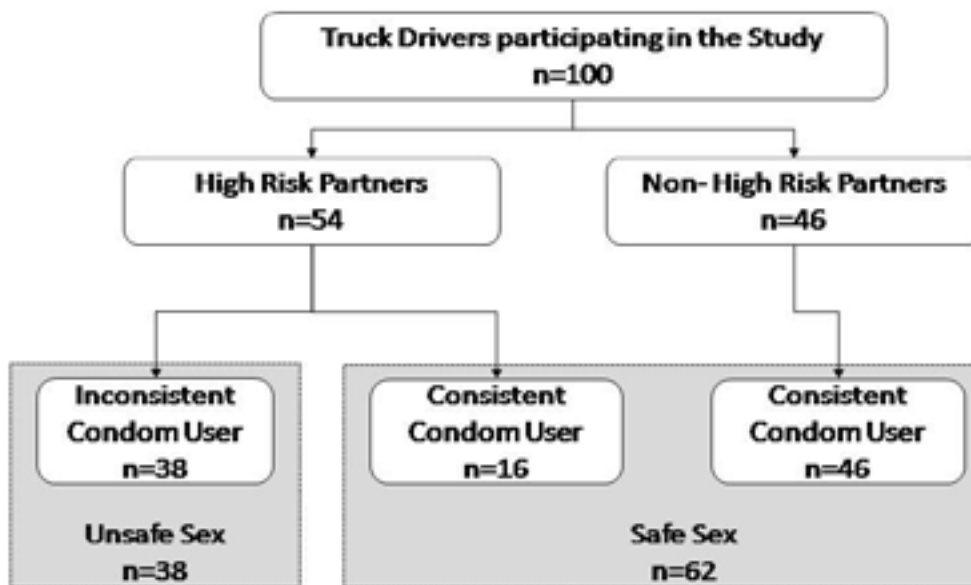 Truck Drivers participating in the Study
n=100
High Risk Partners
n=54
Non- High Risk Partners
n=46
Inconsistent
Condom User
n=38
Consistent
Condom User
n=16
Consistent
Condom User
n=46
Unsafe Sex
n=38
Safe Sex
n=62